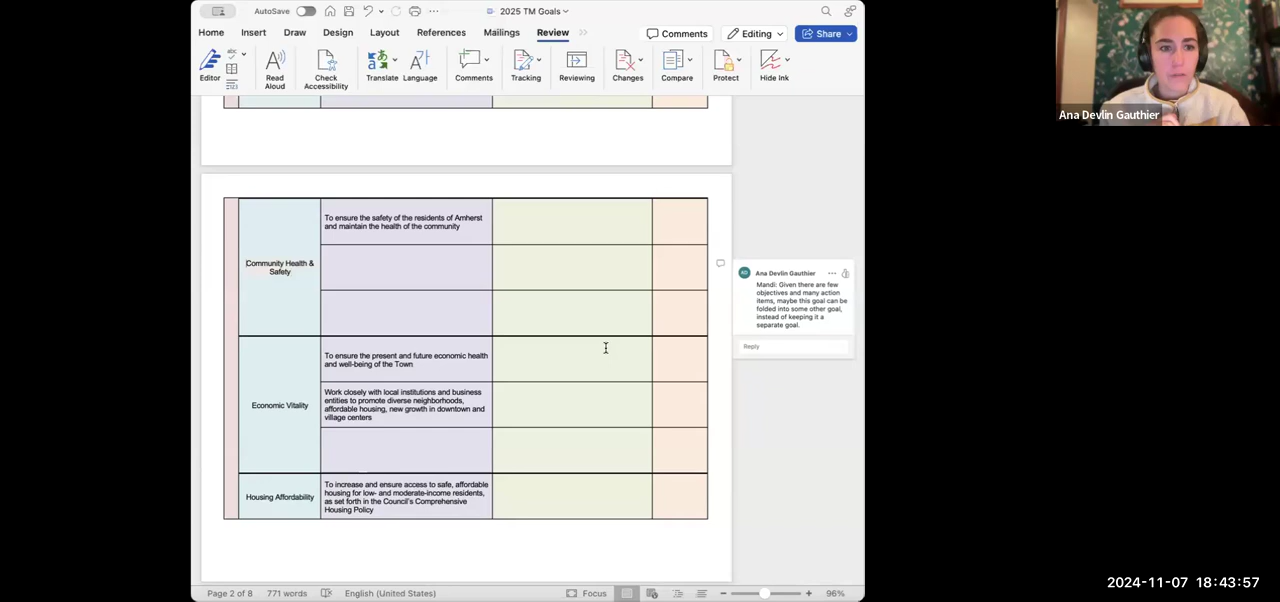 AutoSave
2025 TM Goals
Home Insert Draw Design Layout References Mailings Review
Comments Editing Share
Editor Read Aloud Check Accessibility Translate Language Comments Tracking Reviewing Changes Compare Protect Hide Ink
Ana Devlin Gauthier
Community Health &
Safety
To ensure the safety of the residents of Amherst
and maintain the health of the community
Ana Devlin Gauthier
Mandi: Given there are few
objectives and many action
items, maybe this goal can be
folded into some other goal,
instead of keeping it a
separate goal.
Reply
Economic Vitality
To ensure the present and future economic health
and well-being of the Town
Work closely with local institutions and business
entities to promote diverse neighborhoods,
affordable housing, new growth in downtown and
village centers
Housing Affordability
To increase and ensure access to safe, affordable
housing for low- and moderate-income residents,
as set forth in the Council's Comprehensive
Housing Policy
Page 2 of 8 771 words English (United States) Focus 96%
2024-11-07 18:43:57